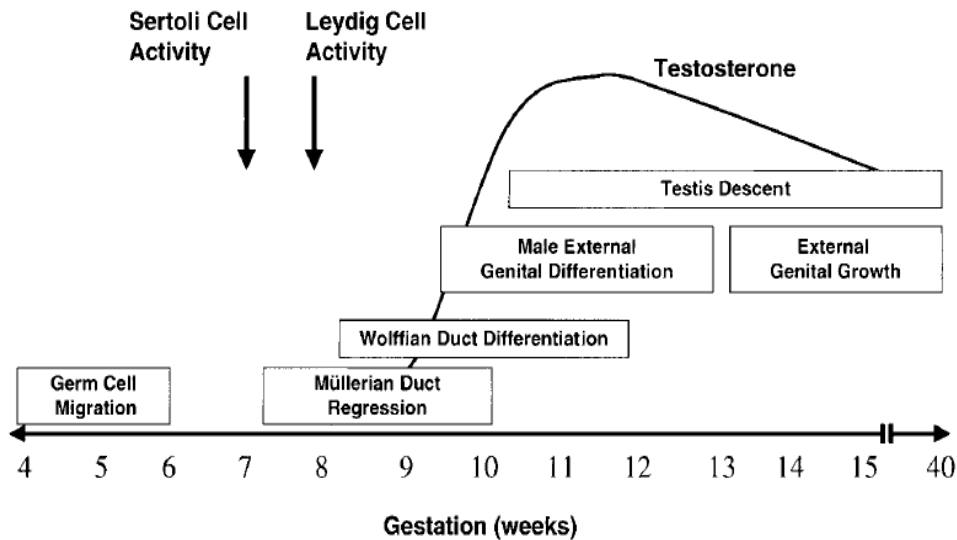 Sertoli Cell
Activity
Leydig Cell
Activity
Testosterone
Testis Descent
Male External
Genital Differentiation
External
Genital Growth
Wolffian Duct Differentiation
Germ Cell
Migration
Müllerian Duct
Regression
4 5 6 7 8 9 10 11 12 13 14 15 40
Gestation (weeks)